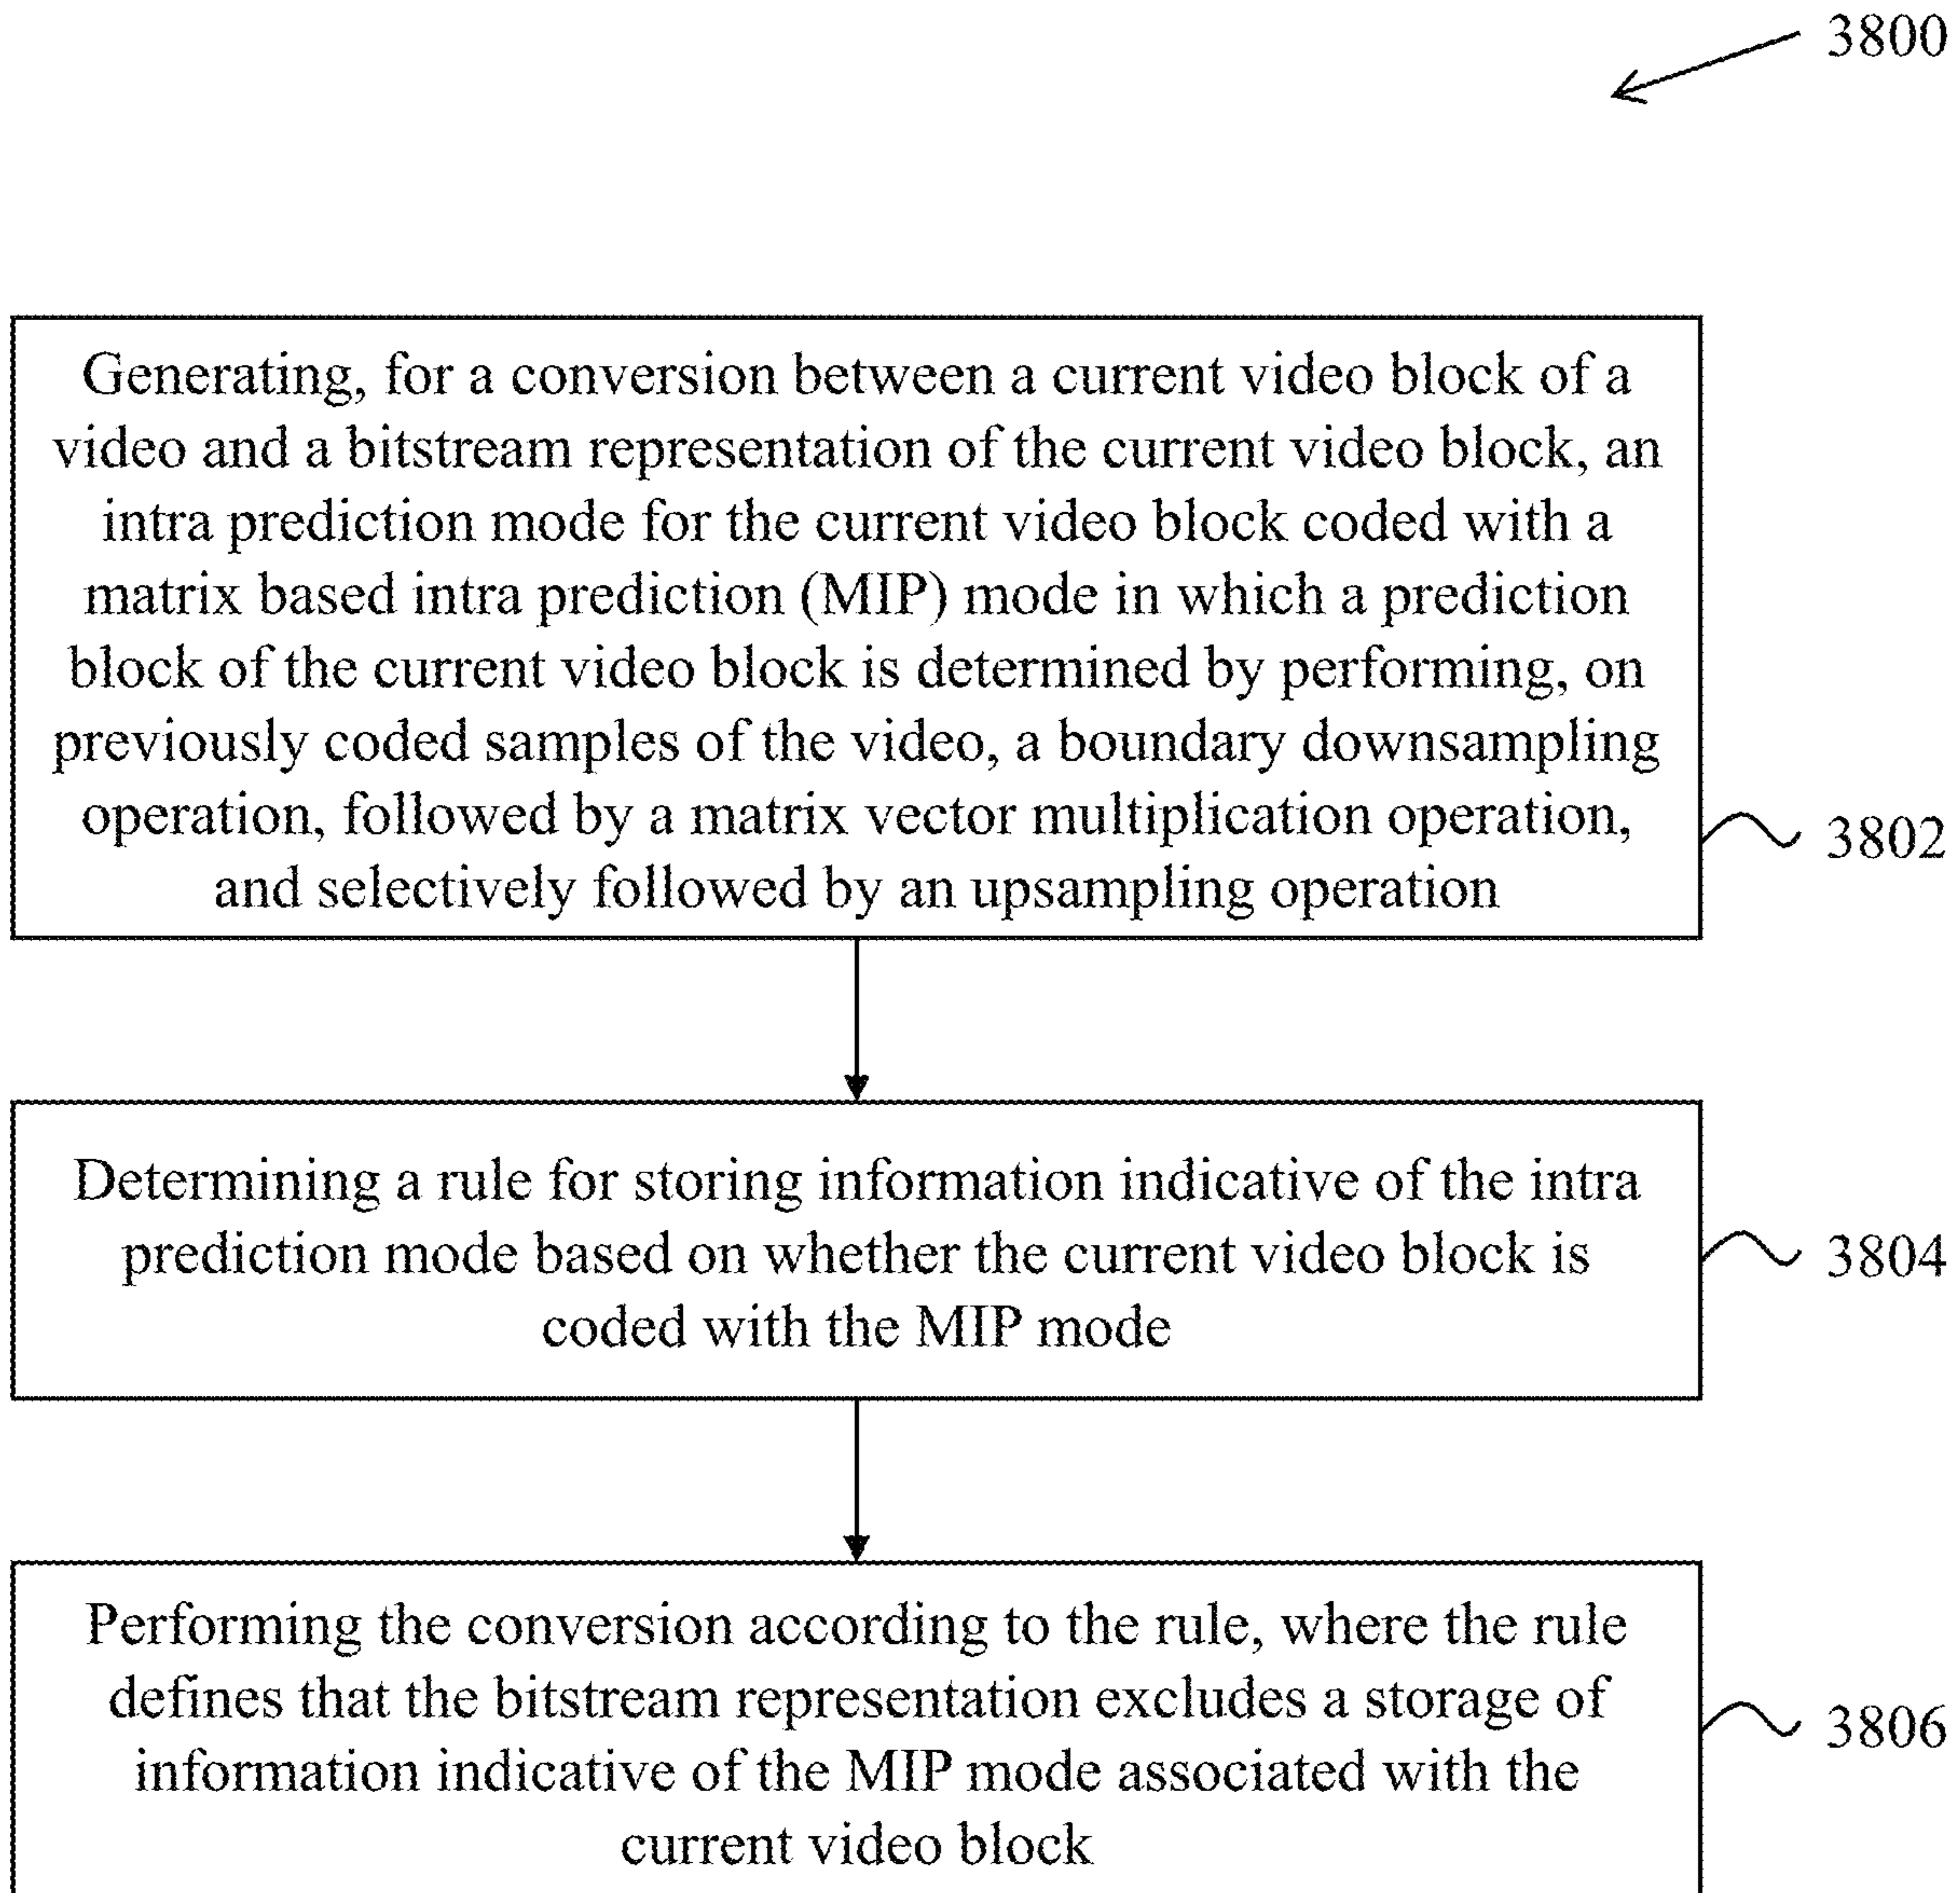 3800
Generating, for a conversion between a current video block of a
video and a bitstream representation of the current video block, an
intra prediction mode for the current video block coded with a
matrix based intra prediction (MIP) mode in which a prediction
block of the current video block is determined by performing, on
previously coded samples of the video, a boundary downsampling
operation, followed by a matrix vector multiplication operation,
and selectively followed by an upsampling operation
3802
Determining a rule for storing information indicative of the intra
prediction mode based on whether the current video block is
coded with the MIP mode
3804
Performing the conversion according to the rule, where the rule
defines that the bitstream representation excludes a storage of
information indicative of the MIP mode associated with the
current video block
3806